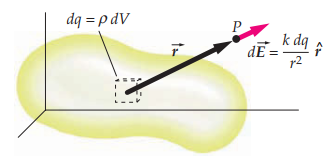 dq = ρ dV
P
r⃗
dE⃗ = k dq / r² r̂